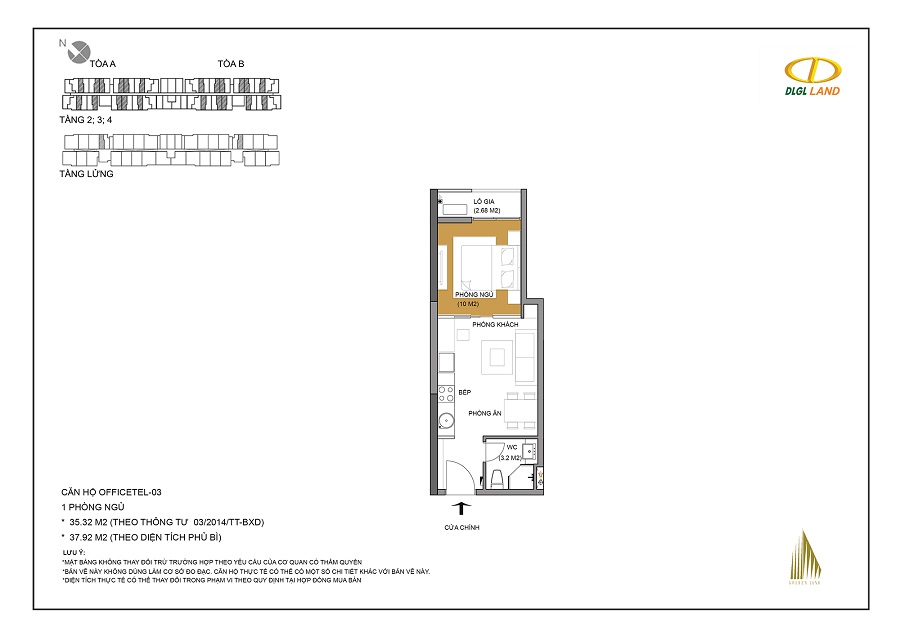 N
TÒA A
TÒA B
TẦNG 2; 3; 4
TẦNG LỬNG
DLGL LAND
LÔ GIA
(2.68 M2)
PHÒNG NGỦ
(10 M2)
PHÒNG KHÁCH
BẾP
PHÒNG ĂN
WC
(3.2 M2)
CỬA CHÍNH
CĂN HỘ OFFICETEL-03
1 PHÒNG NGỦ
* 35.32 M2 (THEO THÔNG TƯ 03/2014/TT-BXD)
* 37.92 M2 (THEO DIỆN TÍCH PHỦ BÌ)
LƯU Ý:
*MẶT BẰNG KHÔNG THAY ĐỔI TRỪ TRƯỜNG HỢP THEO YÊU CẦU CỦA CƠ QUAN CÓ THẨM QUYỀN
*BẢN VẼ NÀY KHÔNG DÙNG LÀM CƠ SỞ ĐO ĐẠC. CĂN HỘ THỰC TẾ CÓ THỂ CÓ MỘT SỐ CHI TIẾT KHÁC VỚI BẢN VẼ NÀY.
*DIỆN TÍCH THỰC TẾ CÓ THỂ THAY ĐỔI TRONG PHẠM VI THEO QUY ĐỊNH TẠI HỢP ĐỒNG MUA BÁN
GOLDEN LAND